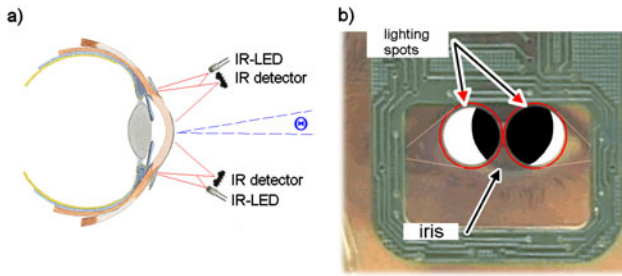 a)
IR-LED
IR detector
Θ
IR detector
IR-LED
b)
lighting
spots
iris